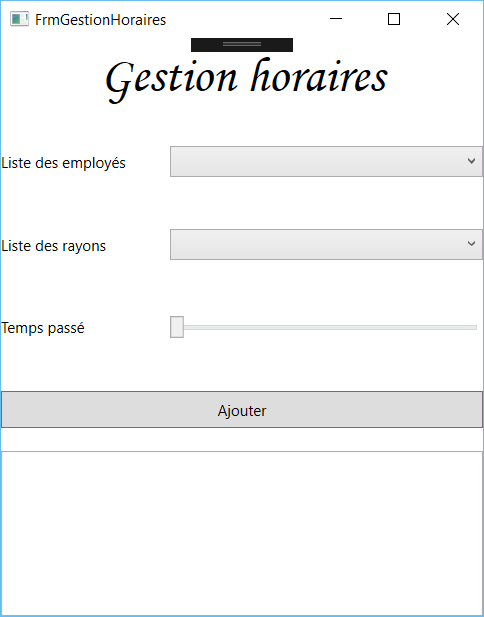 FrmGestionHoraires
Gestion horaires
Liste des employés
Liste des rayons
Temps passé
Ajouter